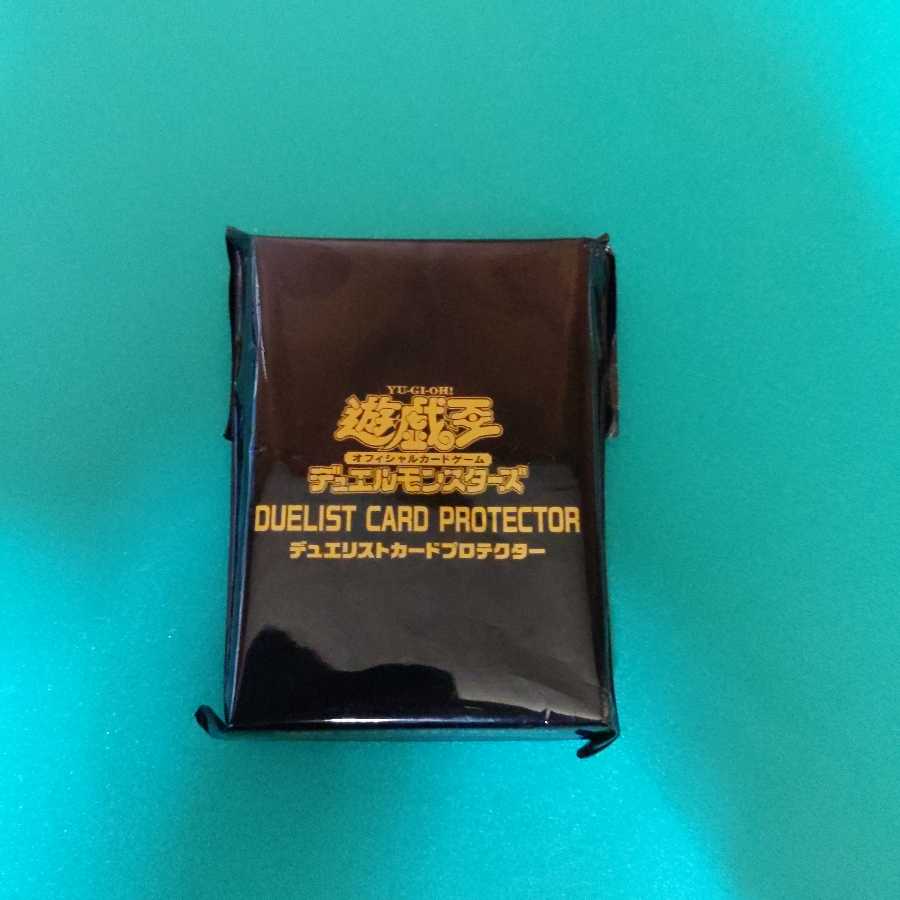 YU-GI-OH!
遊戯王
オフィシャルカードゲーム
デュエルモンスターズ
DUELIST CARD PROTECTOR
デュエリストカードプロテクター